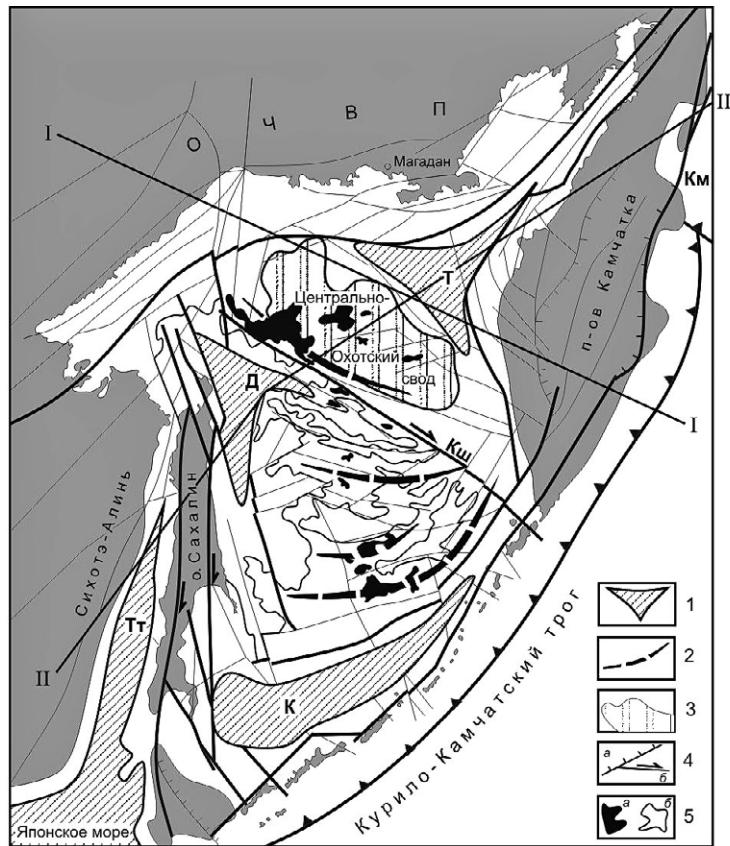 I
О Ч В П
Магадан
II
Км
п-ов Камчатка
Т
Центрально-
Охотский
свод
Д
Кш
I
Сихотэ-Алинь
о. Сахалин
Тт
II
К
Курило-Камчатский трог
Японское море
1
2
3
а
б
4
а
б
5